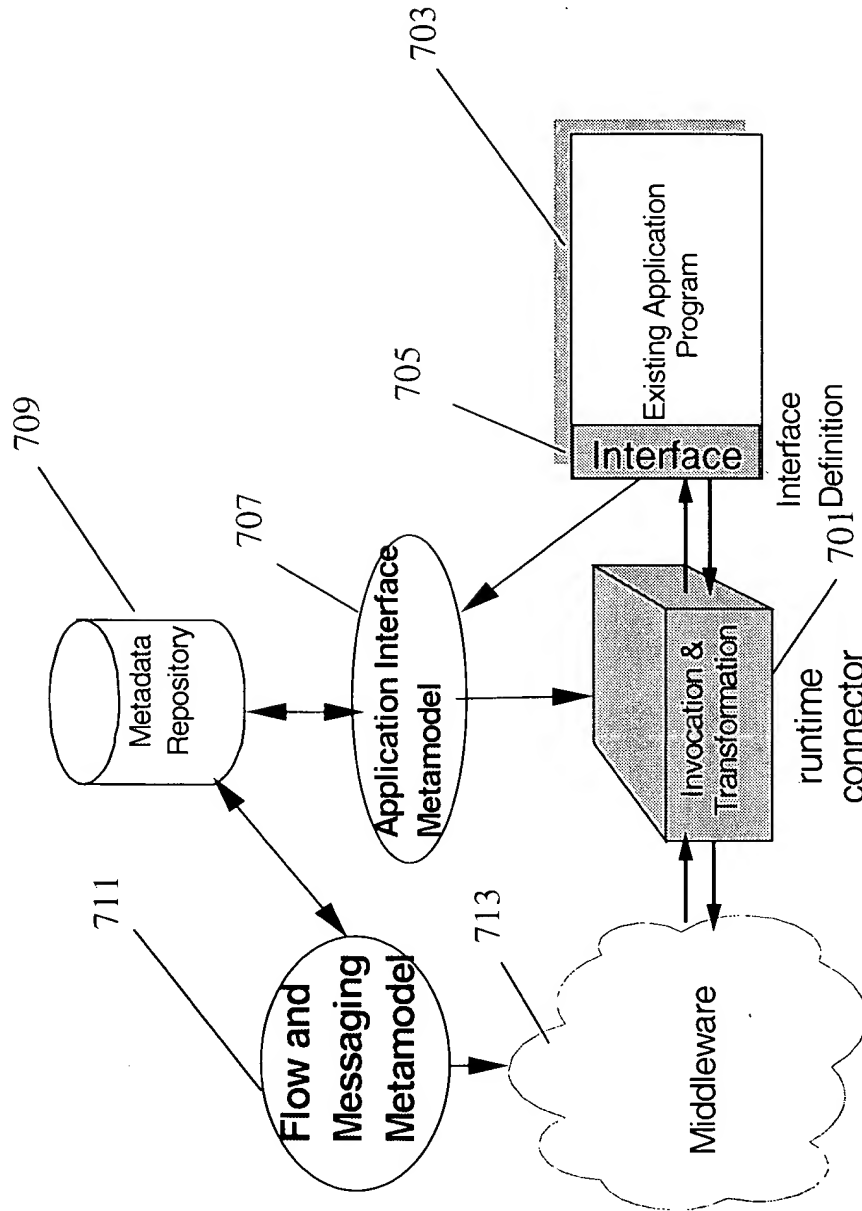 709
Metadata
Repository
711
Flow and
Messaging
Metamodel
707
Application Interface
Metamodel
703
705
713
Middleware
Invocation &
Transformation
runtime
connector
701
Interface
Existing Application
Program
Interface
Definition